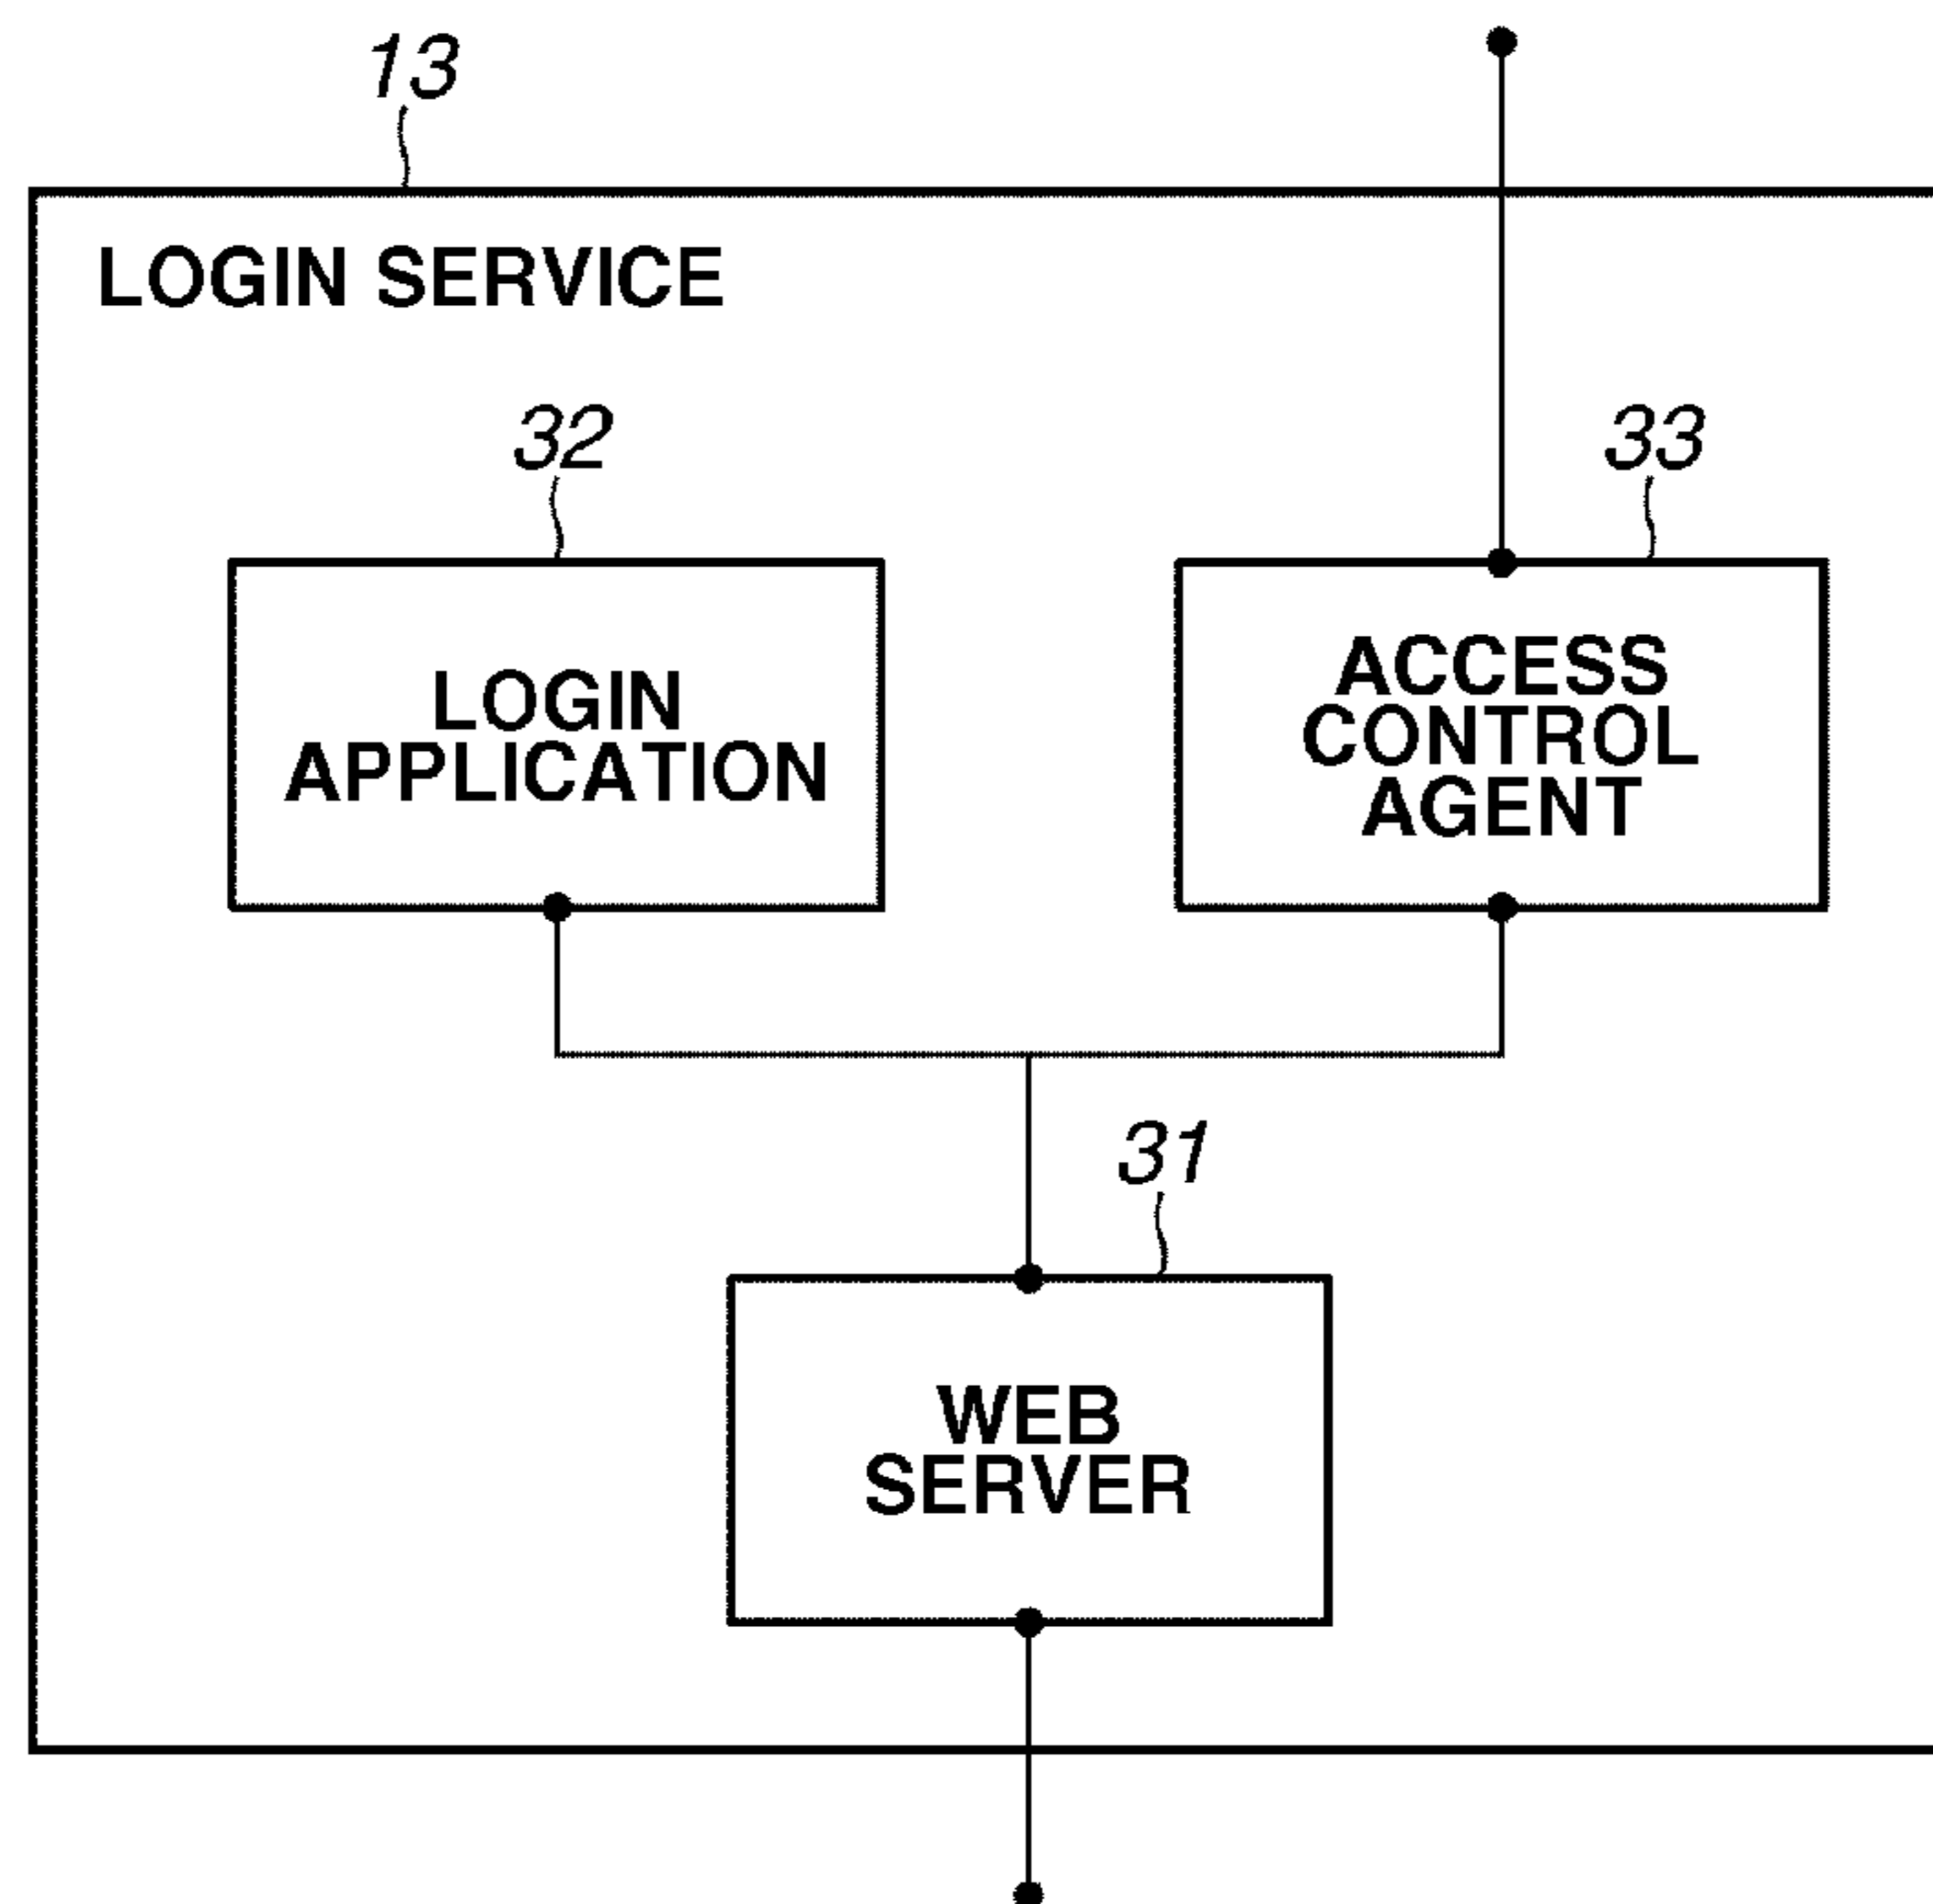 13
LOGIN SERVICE
32
33
LOGIN
APPLICATION
ACCESS
CONTROL
AGENT
31
WEB
SERVER